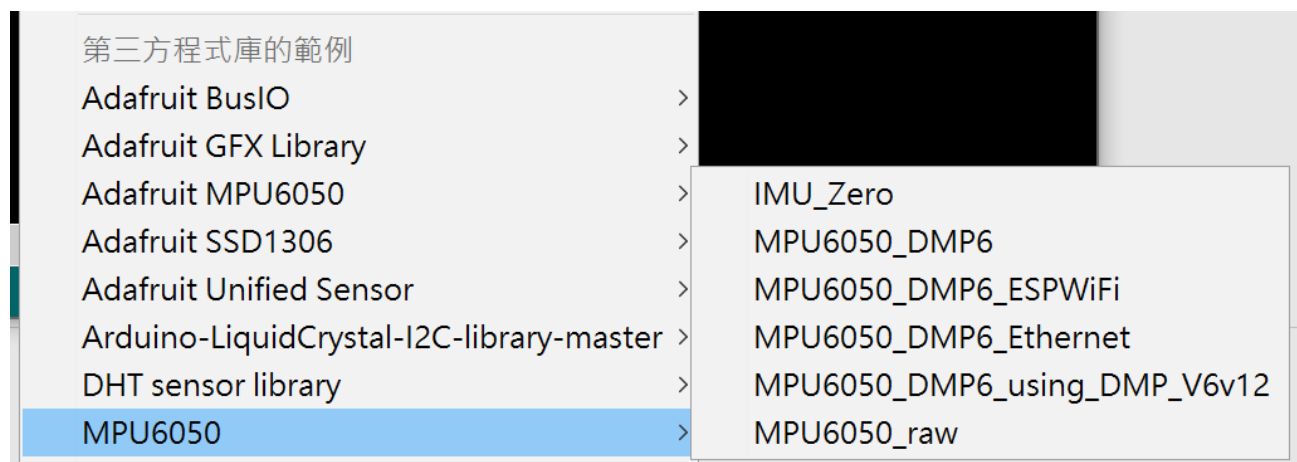 第三方程式庫的範例
Adafruit BusIO
Adafruit GFX Library
Adafruit MPU6050
Adafruit SSD1306
Adafruit Unified Sensor
Arduino-LiquidCrystal-I2C-library-master
DHT sensor library
MPU6050
IMU_Zero
MPU6050_DMP6
MPU6050_DMP6_ESPWiFi
MPU6050_DMP6_Ethernet
MPU6050_DMP6_using_DMP_V6v12
MPU6050_raw